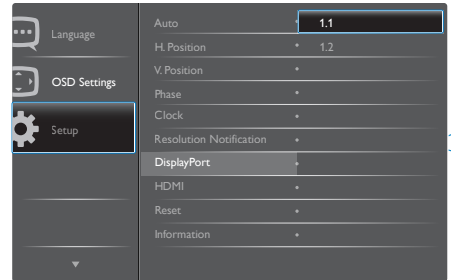 Language
OSD Settings
Setup
Auto
H. Position
V. Position
Phase
Clock
Resolution Notification
DisplayPort
HDMI
Reset
Information
1.1
1.2